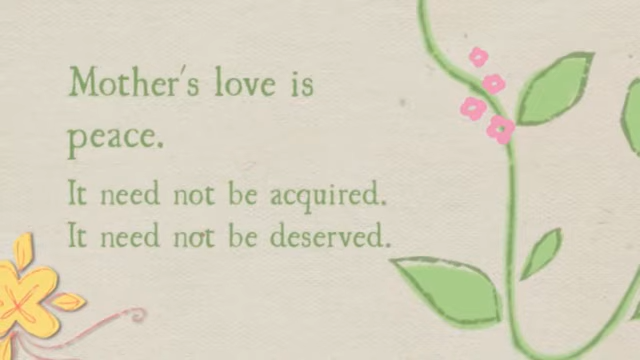 Mother's love is
peace.
It need not be acquired.
It need not be deserved.